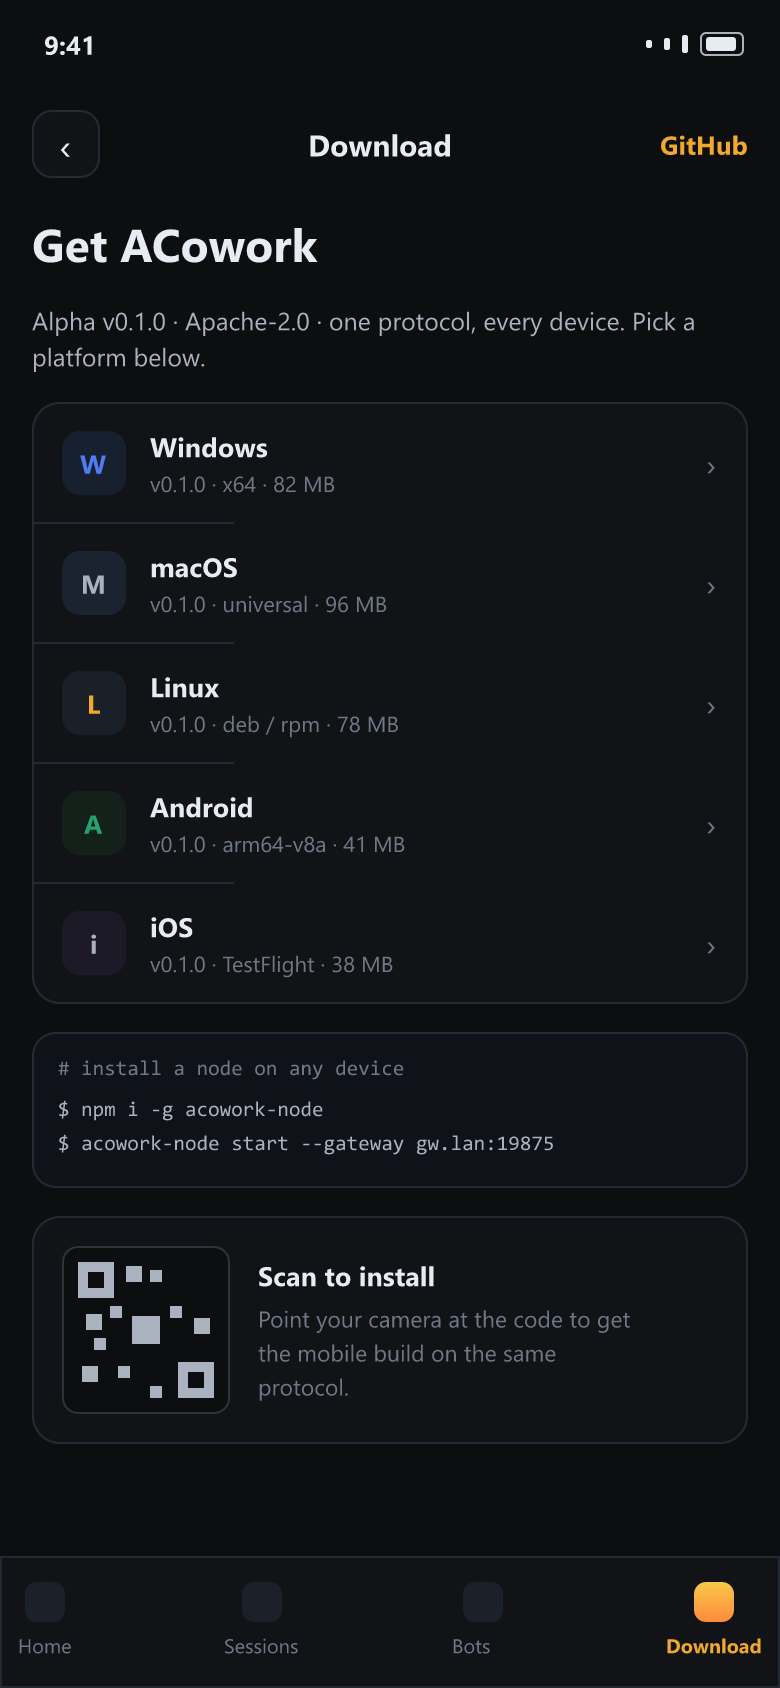 9:41
‹
Download
GitHub
Get ACowork
Alpha v0.1.0 · Apache-2.0 · one protocol, every device. Pick a
platform below.
W
Windows
v0.1.0 · x64 · 82 MB
›
M
macOS
v0.1.0 · universal · 96 MB
›
L
Linux
v0.1.0 · deb / rpm · 78 MB
›
A
Android
v0.1.0 · arm64-v8a · 41 MB
›
i
iOS
v0.1.0 · TestFlight · 38 MB
›
# install a node on any device
$ npm i -g acowork-node
$ acowork-node start --gateway gw.lan:19875
Scan to install
Point your camera at the code to get
the mobile build on the same
protocol.
Home
Sessions
Bots
Download